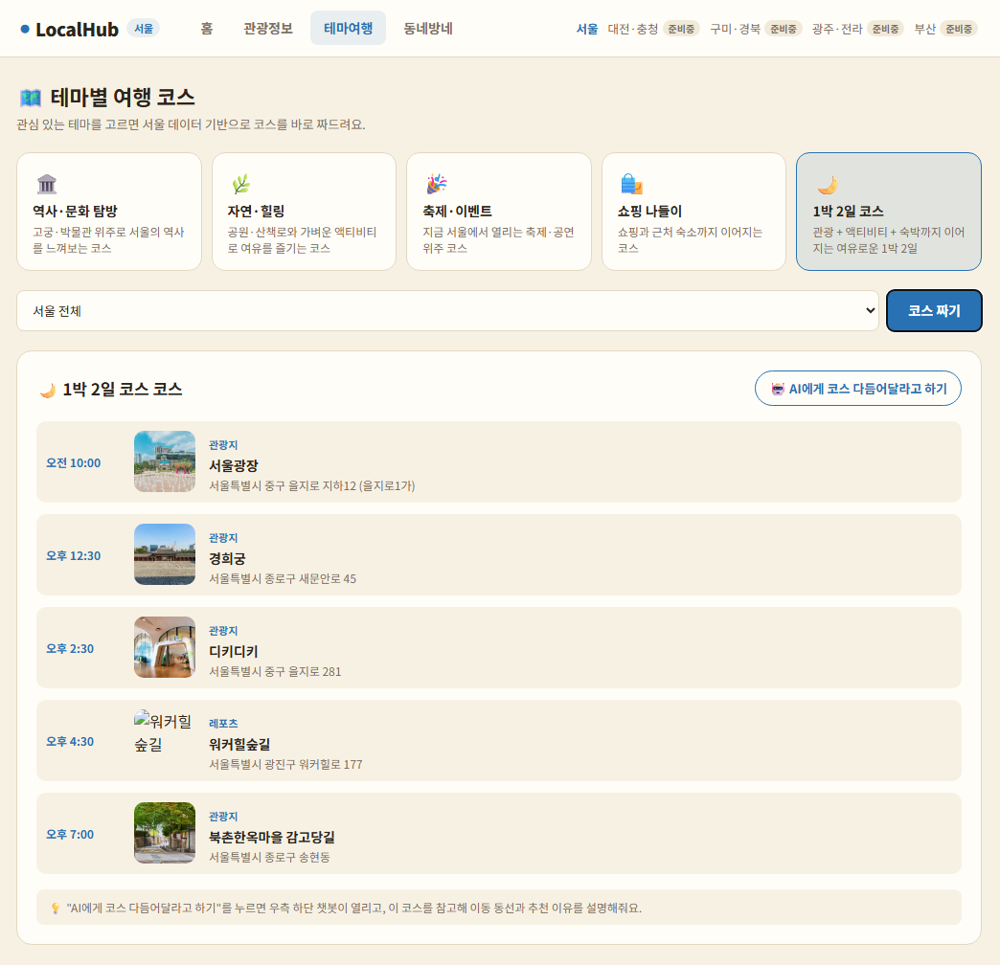 LocalHub 서울 홈 관광정보 테마여행 동네방네 서울 대전·충청 준비중 구미·경북 준비중 광주·전라 준비중 부산 준비중
테마별 여행 코스
관심 있는 테마를 고르면 서울 데이터 기반으로 코스를 바로 짜드려요.
역사·문화 탐방
고궁·박물관 위주로 서울의 역사
를 느껴보는 코스
자연·힐링
공원·산책로와 가벼운 액티비티
로 여유를 즐기는 코스
축제·이벤트
지금 서울에서 열리는 축제·공연
위주 코스
쇼핑 나들이
쇼핑과 근처 숙소까지 이어지는
코스
1박 2일 코스
관광 + 액티비티 + 숙박까지 이어
지는 여유로운 1박 2일
서울 전체
코스 짜기
1박 2일 코스 코스
AI에게 코스 다듬어달라고 하기
오전 10:00
관광지
서울광장
서울특별시 중구 을지로 지하12 (을지로1가)
오후 12:30
관광지
경희궁
서울특별시 종로구 새문안로 45
오후 2:30
관광지
디키디키
서울특별시 중구 을지로 281
오후 4:30
워커힐
숲길
레포츠
워커힐숲길
서울특별시 광진구 워커힐로 177
오후 7:00
관광지
북촌한옥마을 감고당길
서울특별시 종로구 송현동
"AI에게 코스 다듬어달라고 하기"를 누르면 우측 하단 챗봇이 열리고, 이 코스를 참고해 이동 동선과 추천 이유를 설명해줘요.